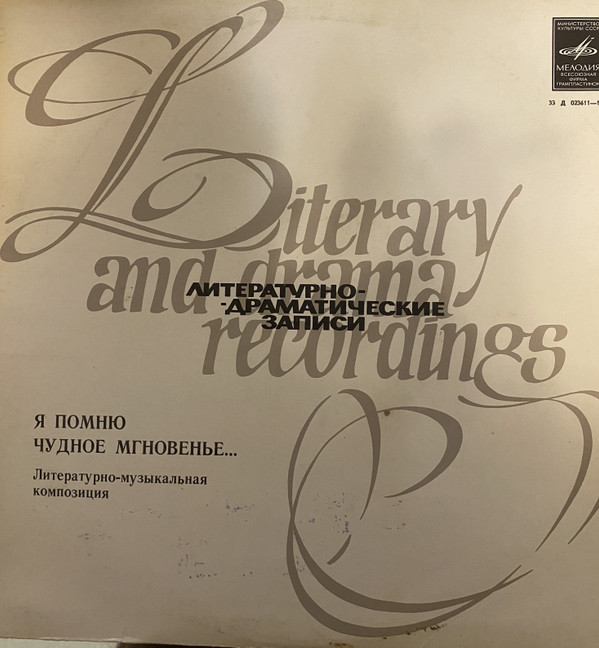 МИНИСТЕРСТВО
КУЛЬТУРЫ СССР
МЕЛОДИЯ
ВСЕСОЮЗНАЯ
ФИРМА
ГРАМПЛАСТИНОК
33 Д 023611—1
Literary
and drama
recordings
ЛИТЕРАТУРНО-
-ДРАМАТИЧЕСКИЕ
ЗАПИСИ
Я ПОМНЮ
ЧУДНОЕ МГНОВЕНЬЕ...
Литературно-музыкальная
композиция